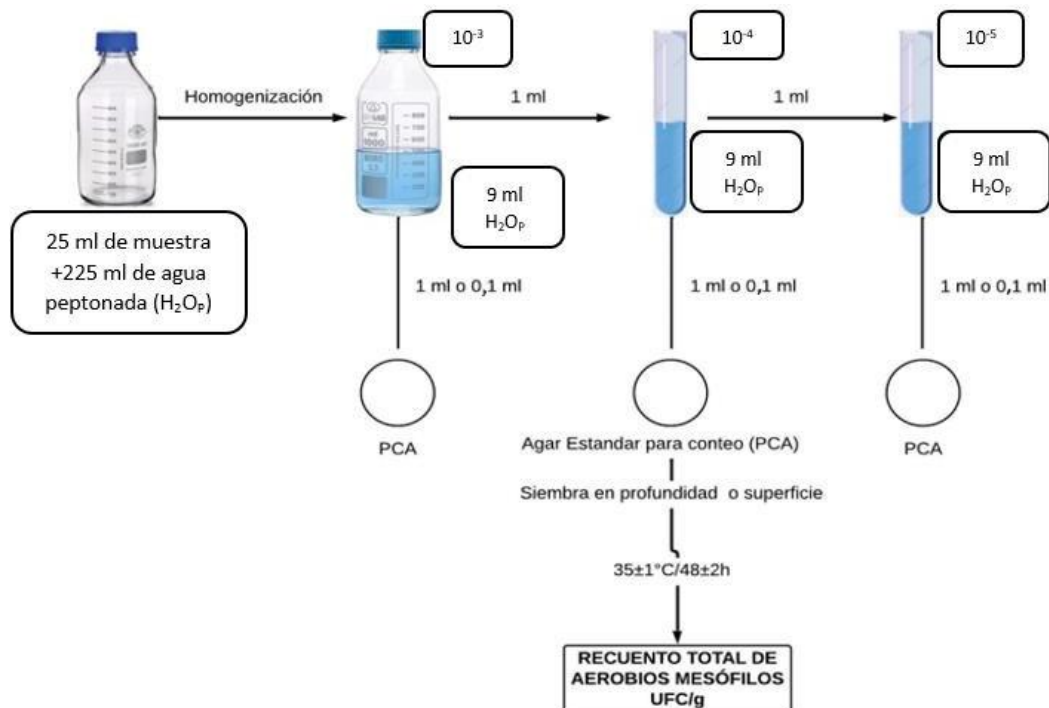 10⁻³
10⁻⁴
10⁻⁵
Homogenización
1 ml
1 ml
25 ml de muestra
+225 ml de agua
peptonada (H₂Oₚ)
9 ml
H₂Oₚ
9 ml
H₂Oₚ
9 ml
H₂Oₚ
1 ml o 0,1 ml
1 ml o 0,1 ml
1 ml o 0,1 ml
PCA
Agar Estandar para conteo (PCA)
PCA
Siembra en profundidad o superficie
35±1°C/48±2h
RECUENTO TOTAL DE
AEROBIOS MESÓFILOS
UFC/g